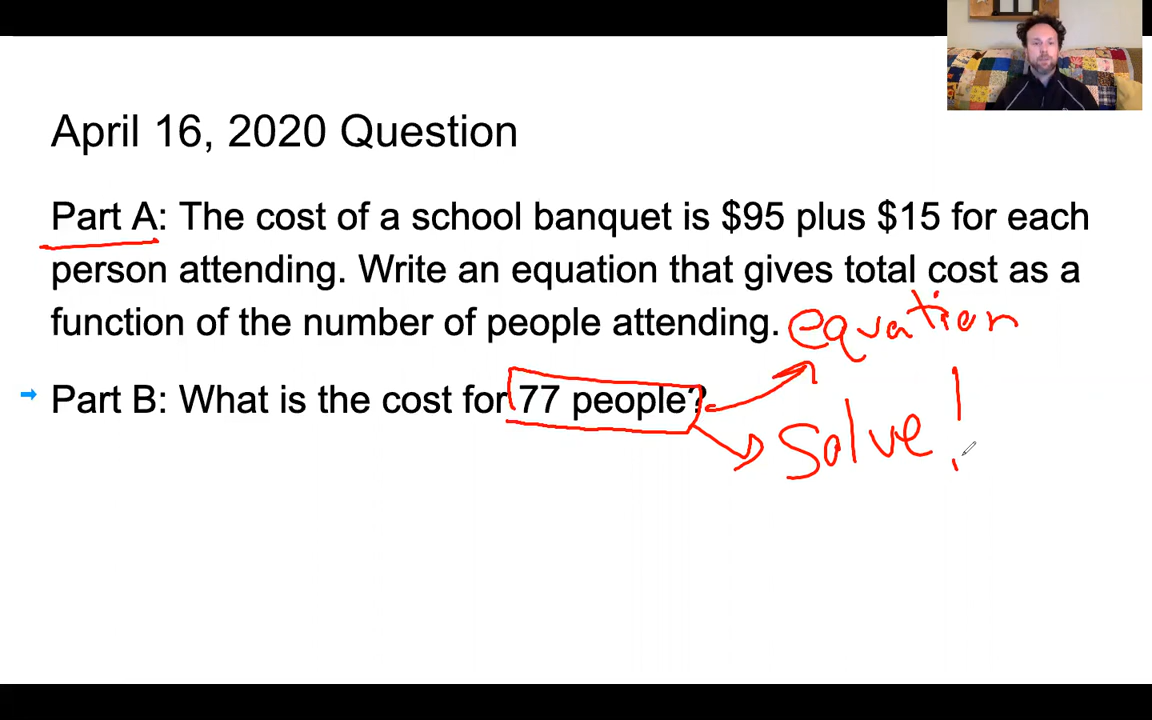 April 16, 2020 Question
Part A: The cost of a school banquet is $95 plus $15 for each
person attending. Write an equation that gives total cost as a
function of the number of people attending. equation
Part B: What is the cost for 77 people?
solve!